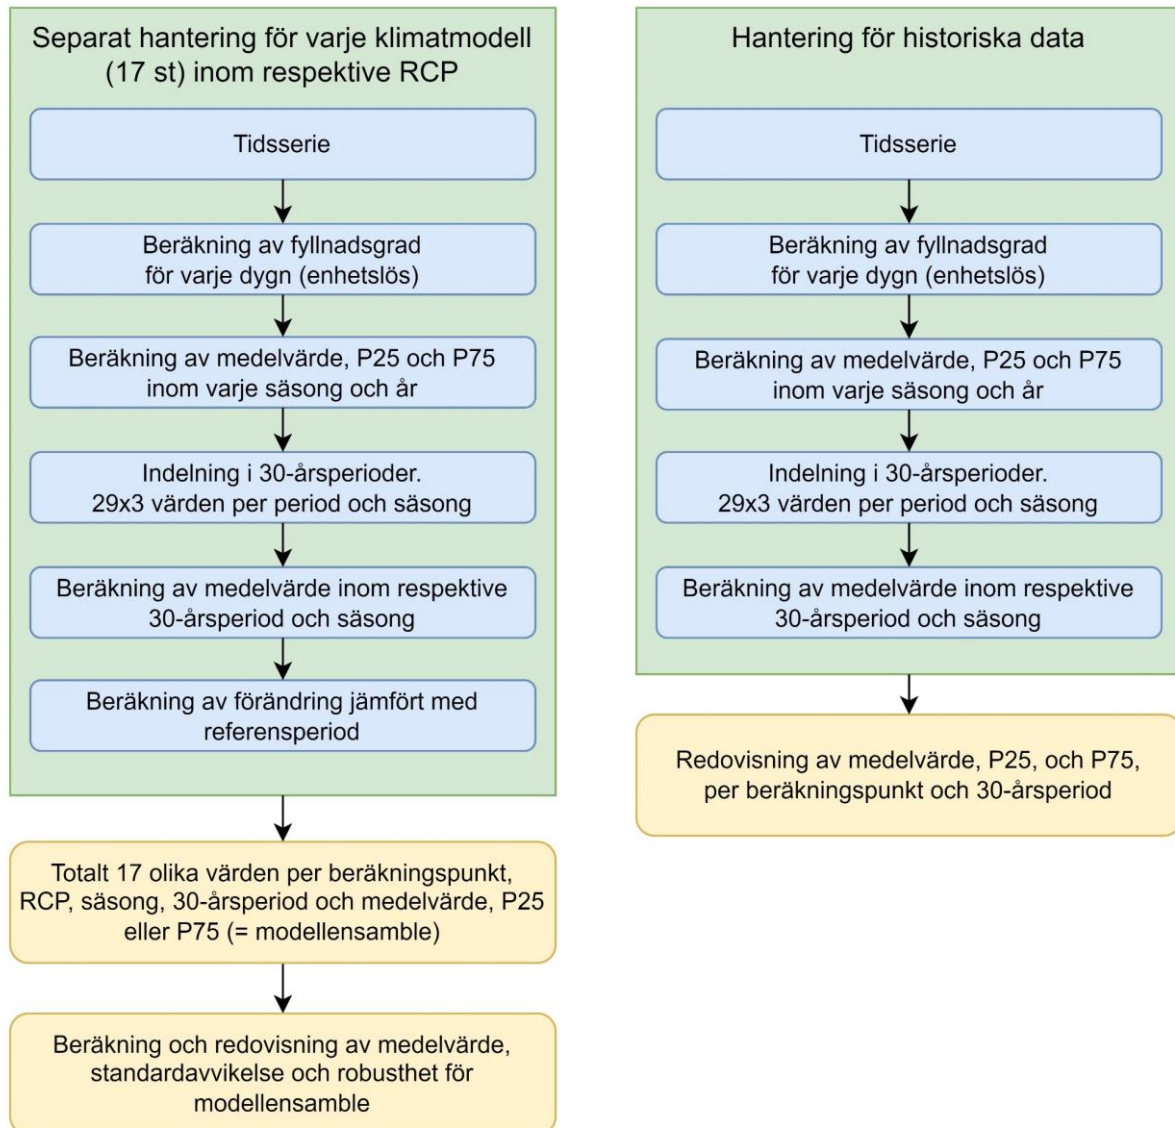 Separat hantering för varje klimatmodell
(17 st) inom respektive RCP
Tidsserie
Beräkning av fyllnadsgrad
för varje dygn (enhetslös)
Beräkning av medelvärde, P25 och P75
inom varje säsong och år
Indelning i 30-årsperioder.
29x3 värden per period och säsong
Beräkning av medelvärde inom respektive
30-årsperiod och säsong
Beräkning av förändring jämfört med
referensperiod
Totalt 17 olika värden per beräkningspunkt,
RCP, säsong, 30-årsperiod och medelvärde, P25
eller P75 (= modellensamble)
Beräkning och redovisning av medelvärde,
standardavvikelse och robusthet för
modellensamble
Hantering för historiska data
Tidsserie
Beräkning av fyllnadsgrad
för varje dygn (enhetslös)
Beräkning av medelvärde, P25 och P75
inom varje säsong och år
Indelning i 30-årsperioder.
29x3 värden per period och säsong
Beräkning av medelvärde inom respektive
30-årsperiod och säsong
Redovisning av medelvärde, P25, och P75,
per beräkningspunkt och 30-årsperiod